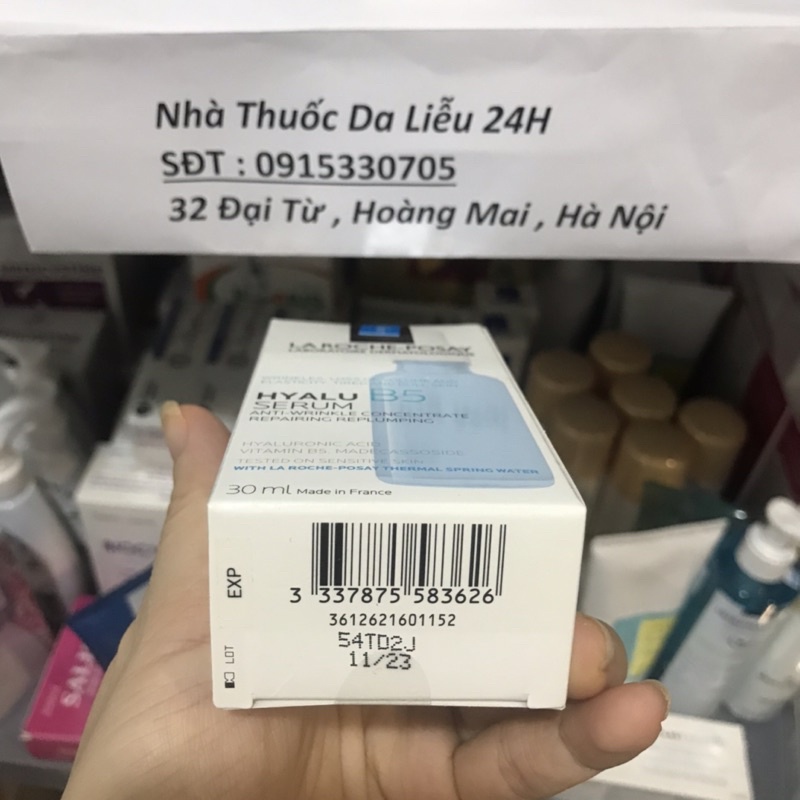 Nhà Thuốc Da Liễu 24H
SĐT : 0915330705
32 Đại Từ , Hoàng Mai , Hà Nội
LA ROCHE-POSAY
LABORATOIRE DERMATOLOGIQUE
HYALU B5
SERUM
ANTI-WRINKLE CONCENTRATE
REPAIRING REPLUMPING
HYALURONIC ACID
VITAMIN B5. MADECASSOSIDE
TESTED ON SENSITIVE SKIN
WITH LA ROCHE-POSAY THERMAL SPRING WATER
30 ml Made in France
EXP
LOT
3 337875 583626
3612621601152
54TD2J
11/23